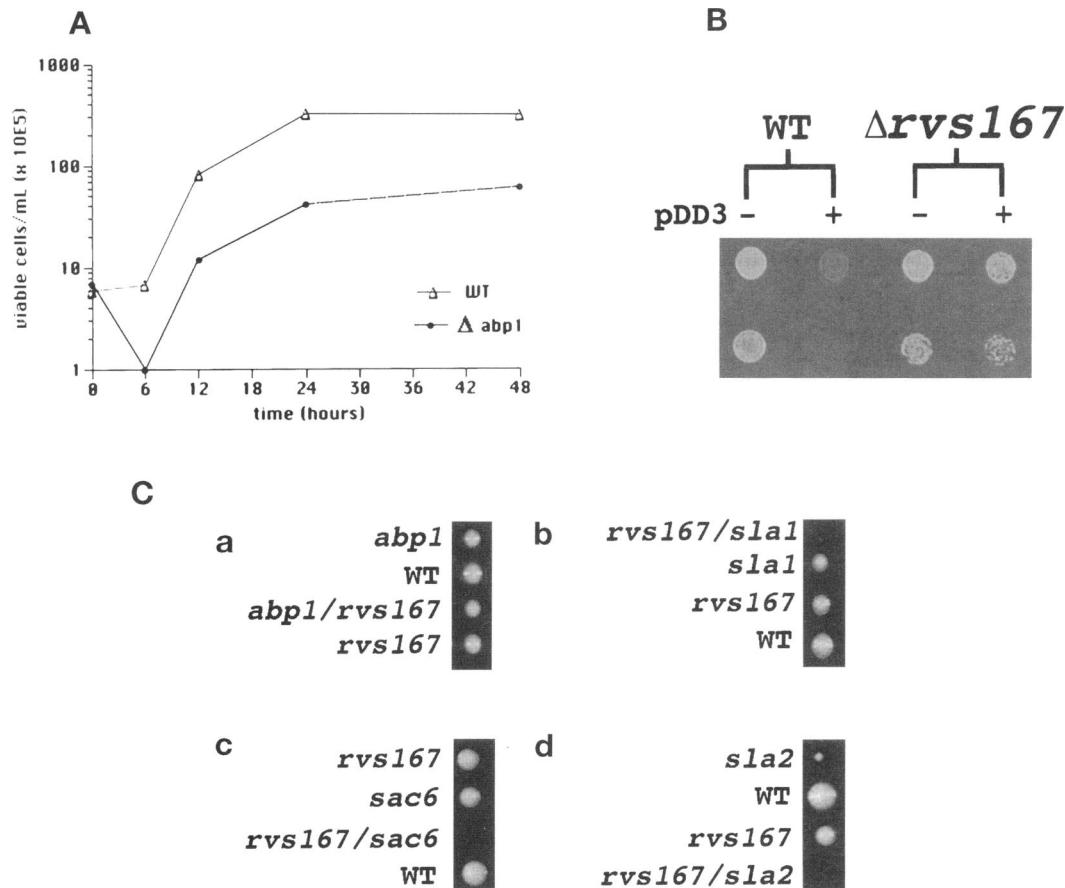 A
1000
100
10
1
viable cells/mL (x 10E5)
0 6 12 18 24 30 36 42 48
time (hours)
WT
Δ abp1
B
WT Δrvs167
pDD3 - + - +
C
a
abp1
WT
abp1/rvs167
rvs167
b
rvs167/sla1
sla1
rvs167
WT
c
rvs167
sac6
rvs167/sac6
WT
d
sla2
WT
rvs167
rvs167/sla2